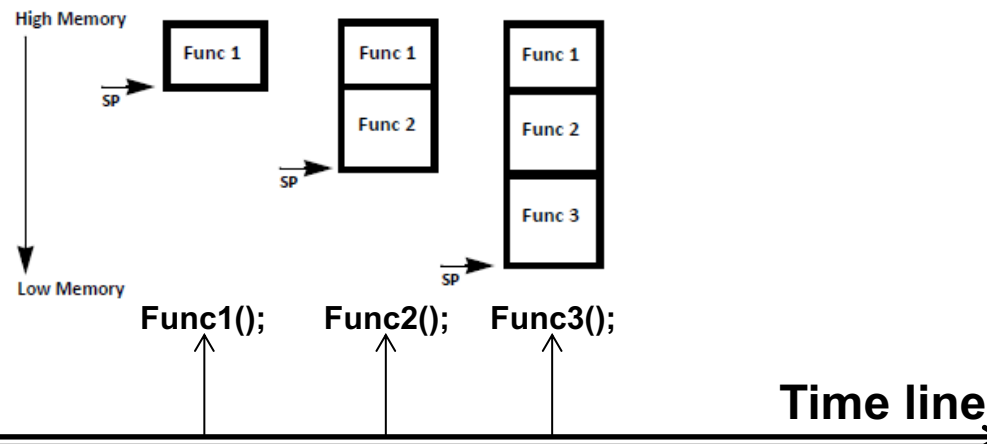 High Memory
Func 1
SP
Func 1
Func 2
SP
Func 1
Func 2
Func 3
SP
Low Memory
Func1();
Func2();
Func3();
Time line